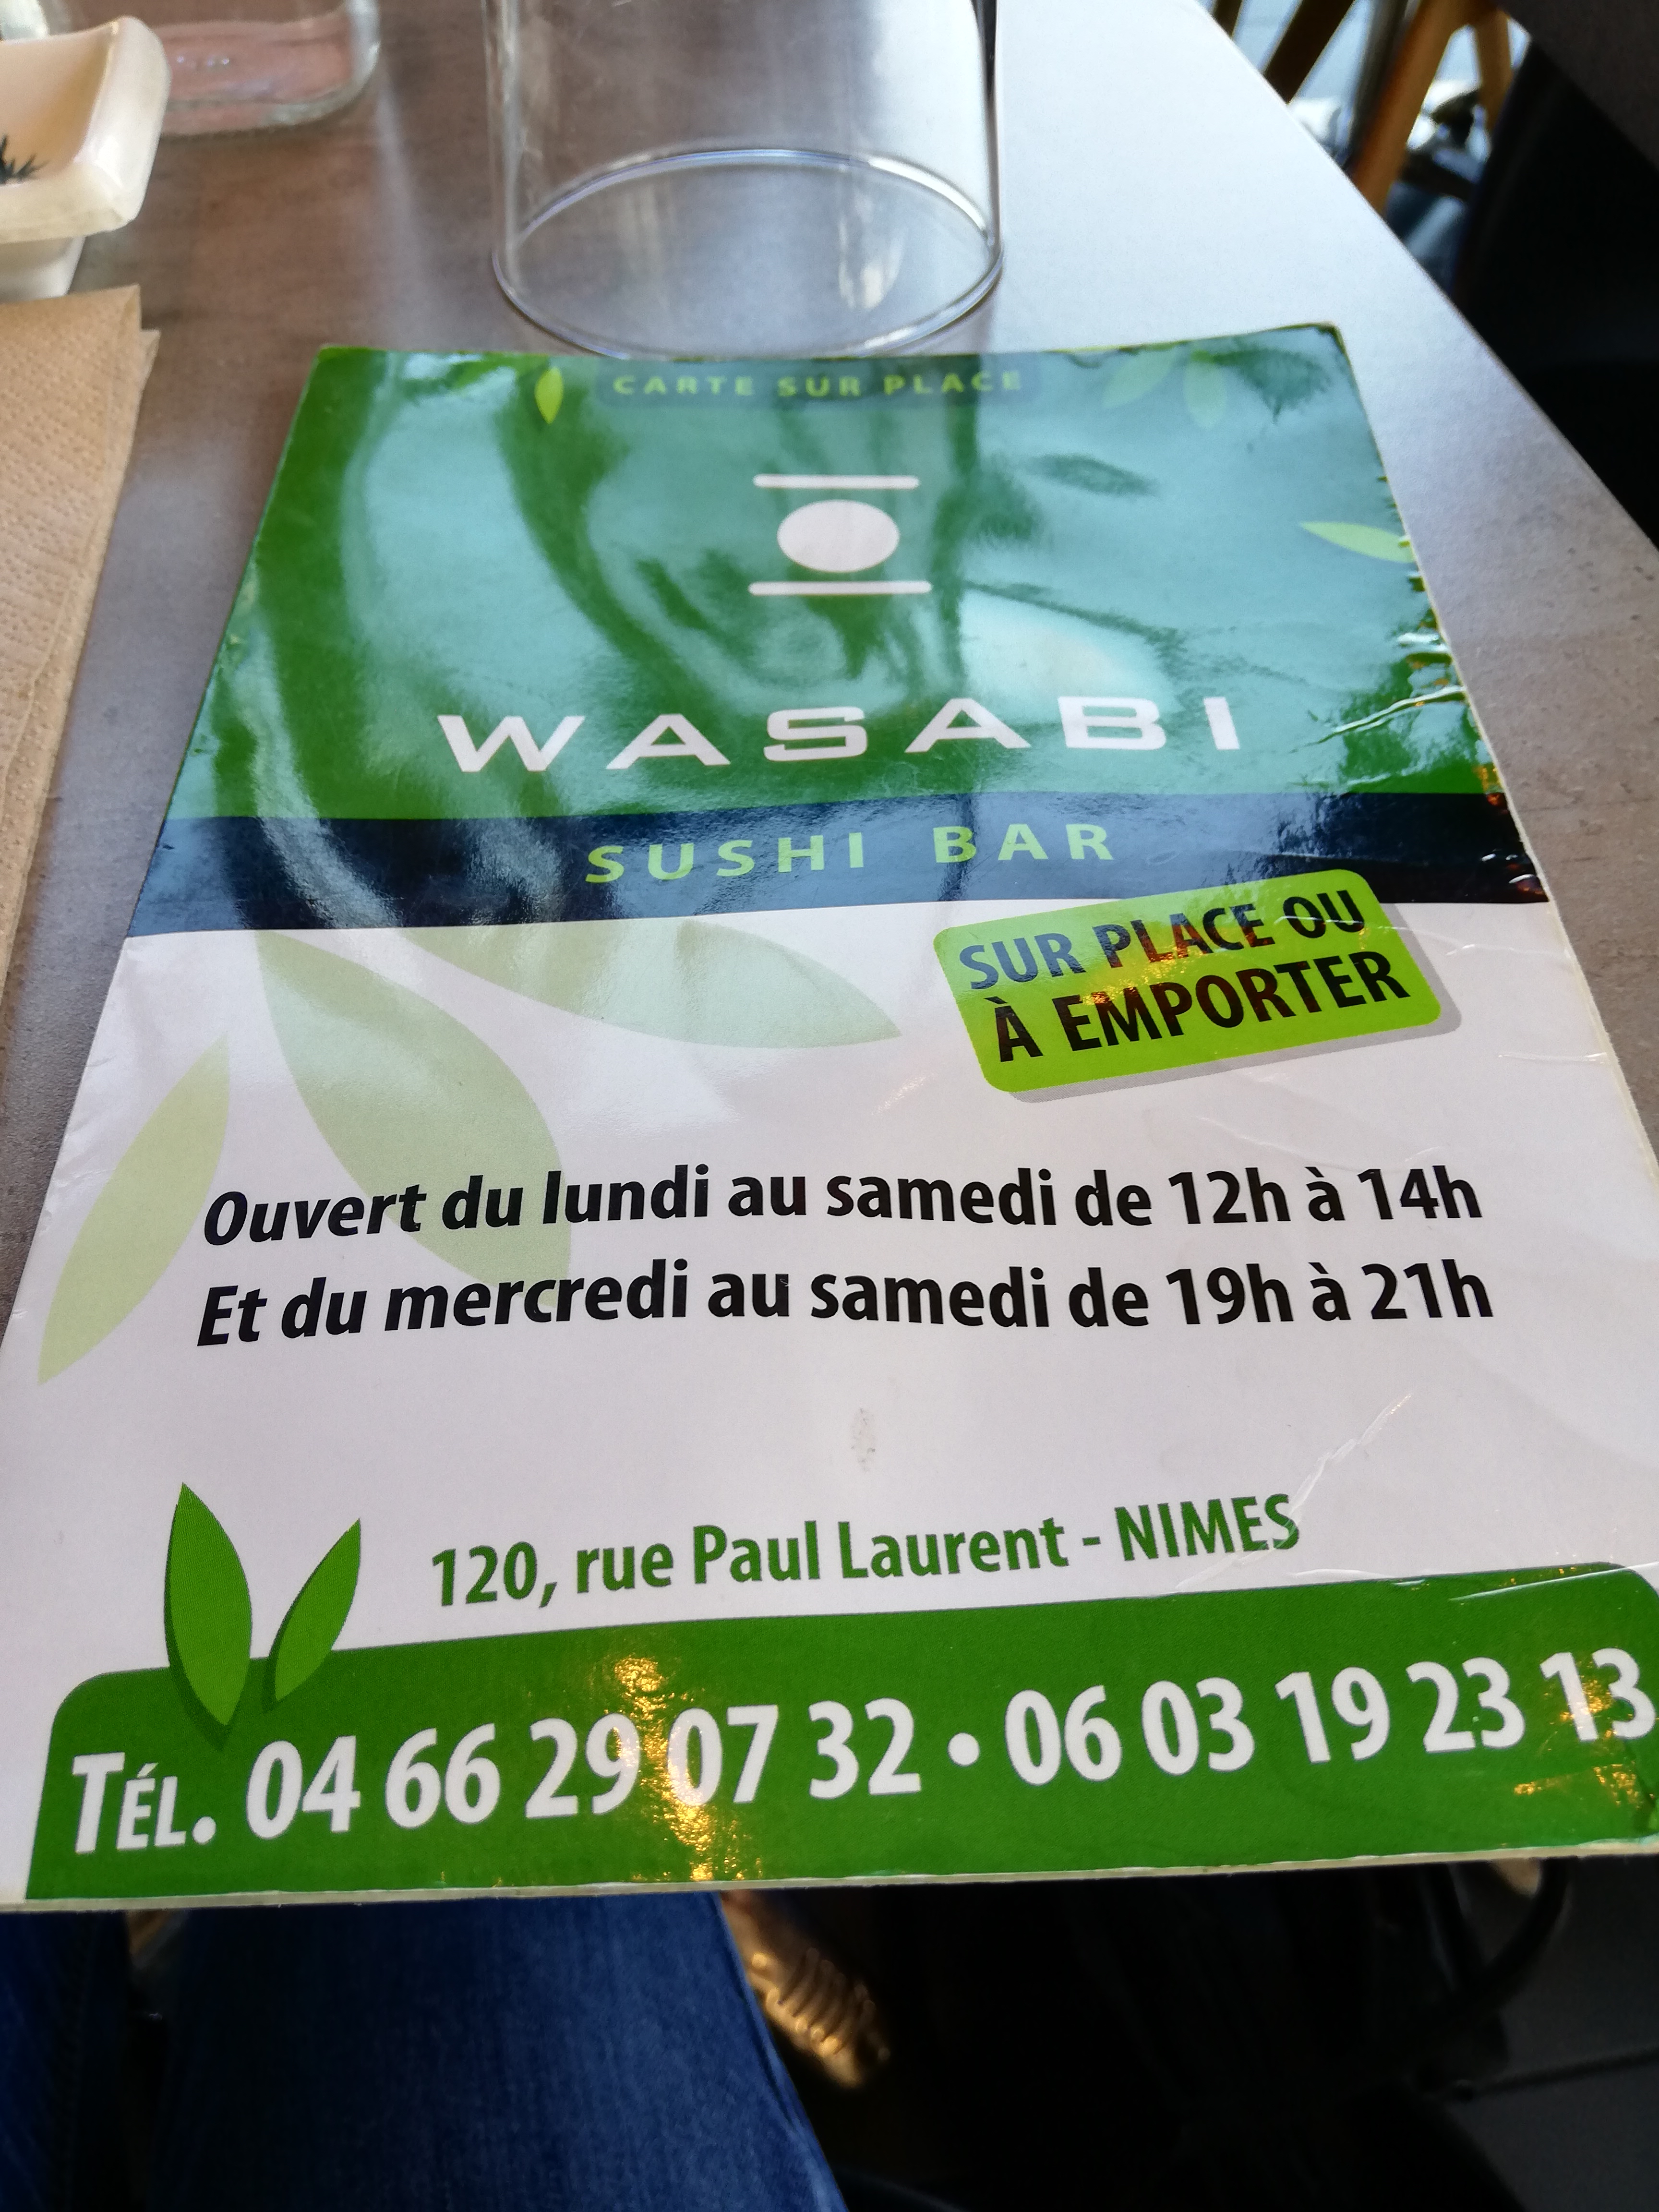 CARTE SUR PLACE
WASABI
SUSHI BAR
SUR PLACE OU
À EMPORTER
Ouvert du lundi au samedi de 12h à 14h
Et du mercredi au samedi de 19h à 21h
120, rue Paul Laurent - NIMES
TÉL. 04 66 29 07 32 • 06 03 19 23 13